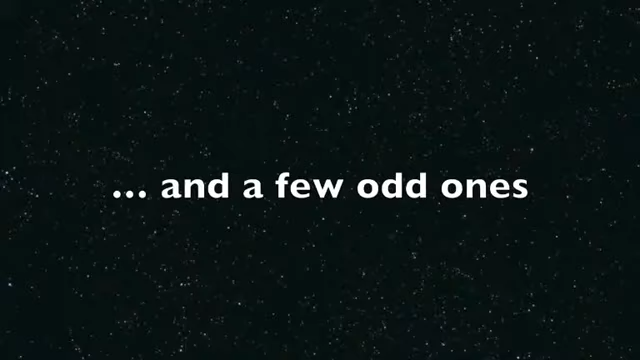 … and a few odd ones